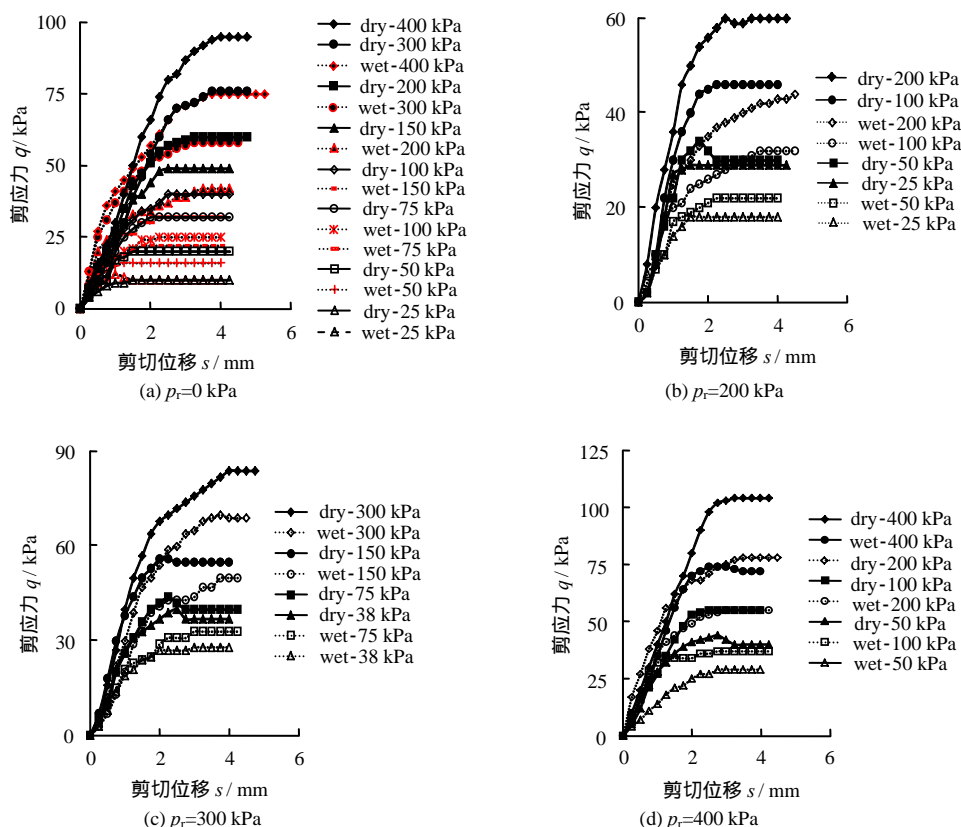 100
75
50
25
0
0
2
4
6
剪应力 q / kPa
剪切位移 s / mm
dry-400 kPa
dry-300 kPa
wet-400 kPa
dry-200 kPa
wet-300 kPa
dry-150 kPa
wet-200 kPa
dry-100 kPa
wet-150 kPa
dry-75 kPa
wet-100 kPa
wet-75 kPa
dry-50 kPa
wet-50 kPa
dry-25 kPa
wet-25 kPa
(a) pr=0 kPa
60
40
20
0
0
2
4
6
剪应力 q / kPa
剪切位移 s / mm
dry-200 kPa
dry-100 kPa
wet-200 kPa
wet-100 kPa
dry-50 kPa
dry-25 kPa
wet-50 kPa
wet-25 kPa
(b) pr=200 kPa
90
60
30
0
0
2
4
6
剪应力 q / kPa
剪切位移 s / mm
dry-300 kPa
wet-300 kPa
dry-150 kPa
wet-150 kPa
dry-75 kPa
dry-38 kPa
wet-75 kPa
wet-38 kPa
(c) pr=300 kPa
125
100
75
50
25
0
0
2
4
6
剪应力 q / kPa
剪切位移 s / mm
dry-400 kPa
wet-400 kPa
dry-200 kPa
dry-100 kPa
wet-200 kPa
dry-50 kPa
wet-100 kPa
wet-50 kPa
(d) pr=400 kPa